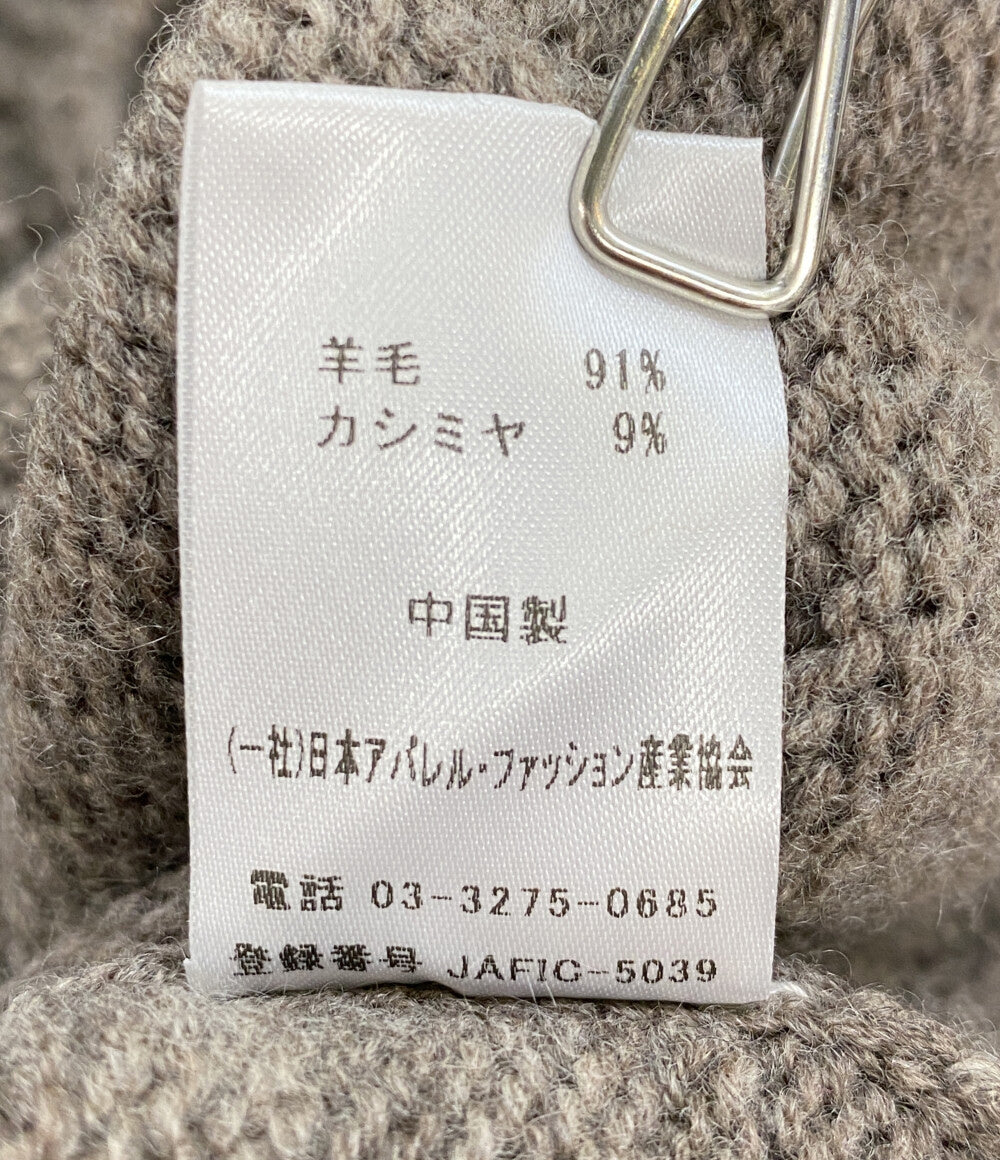 羊毛 91%
カシミヤ 9%
中国製
(一社)日本アパレル・ファッション産業協会
電話 03-3275-0685
登録番号 JAFIC-5039